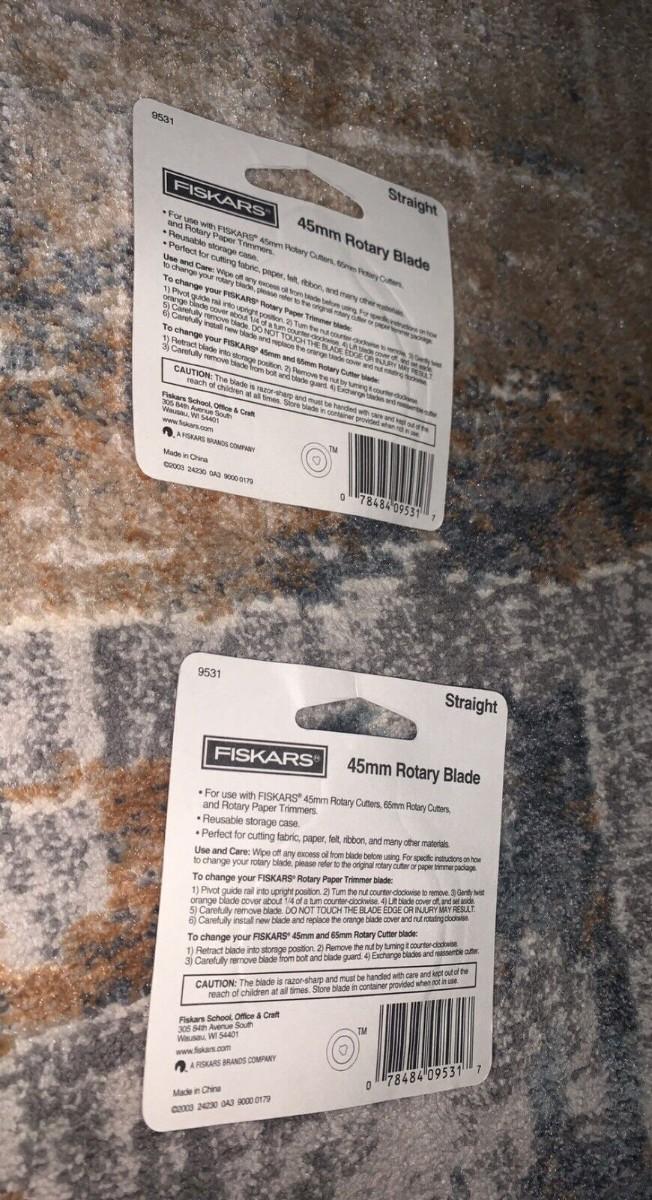 9531
Straight
FISKARS®
45mm Rotary Blade
• For use with FISKARS® 45mm Rotary Cutters, 65mm Rotary Cutters,
and Rotary Paper Trimmers.
• Reusable storage case.
• Perfect for cutting fabric, paper, felt, ribbon, and many other materials.
Use and Care: Wipe off any excess oil from blade before using. For specific instructions on how
to change your rotary blade, please refer to the original rotary cutter or paper trimmer package.
To change your FISKARS® Rotary Paper Trimmer blade:
1) Pivot guide rail into upright position. 2) Turn the nut counter-clockwise to remove. 3) Gently twist
orange blade cover about 1/4 of a turn counter-clockwise. 4) Lift blade cover off, and set aside.
5) Carefully remove blade. DO NOT TOUCH THE BLADE EDGE OR INJURY MAY RESULT.
6) Carefully install new blade and replace the orange blade cover and nut rotating clockwise.
To change your FISKARS® 45mm and 65mm Rotary Cutter blade:
1) Retract blade into storage position. 2) Remove the nut by turning it counter-clockwise.
3) Carefully remove blade from bolt and blade guard. 4) Exchange blades and reassemble cutter.
CAUTION: The blade is razor-sharp and must be handled with care and kept out of the
reach of children at all times. Store blade in container provided when not in use.
Fiskars School, Office & Craft
305 84th Avenue South
Wausau, WI 54401
www.fiskars.com
A FISKARS BRANDS COMPANY
TM
Made in China
©2003 24230 0A3 9000 0179
0 78484 09531 7
9531
Straight
FISKARS®
45mm Rotary Blade
• For use with FISKARS® 45mm Rotary Cutters, 65mm Rotary Cutters,
and Rotary Paper Trimmers.
• Reusable storage case.
• Perfect for cutting fabric, paper, felt, ribbon, and many other materials.
Use and Care: Wipe off any excess oil from blade before using. For specific instructions on how
to change your rotary blade, please refer to the original rotary cutter or paper trimmer package.
To change your FISKARS® Rotary Paper Trimmer blade:
1) Pivot guide rail into upright position. 2) Turn the nut counter-clockwise to remove. 3) Gently twist
orange blade cover about 1/4 of a turn counter-clockwise. 4) Lift blade cover off, and set aside.
5) Carefully remove blade. DO NOT TOUCH THE BLADE EDGE OR INJURY MAY RESULT.
6) Carefully install new blade and replace the orange blade cover and nut rotating clockwise.
To change your FISKARS® 45mm and 65mm Rotary Cutter blade:
1) Retract blade into storage position. 2) Remove the nut by turning it counter-clockwise.
3) Carefully remove blade from bolt and blade guard. 4) Exchange blades and reassemble cutter.
CAUTION: The blade is razor-sharp and must be handled with care and kept out of the
reach of children at all times. Store blade in container provided when not in use.
Fiskars School, Office & Craft
305 84th Avenue South
Wausau, WI 54401
www.fiskars.com
A FISKARS BRANDS COMPANY
TM
Made in China
©2003 24230 0A3 9000 0179
0 78484 09531 7